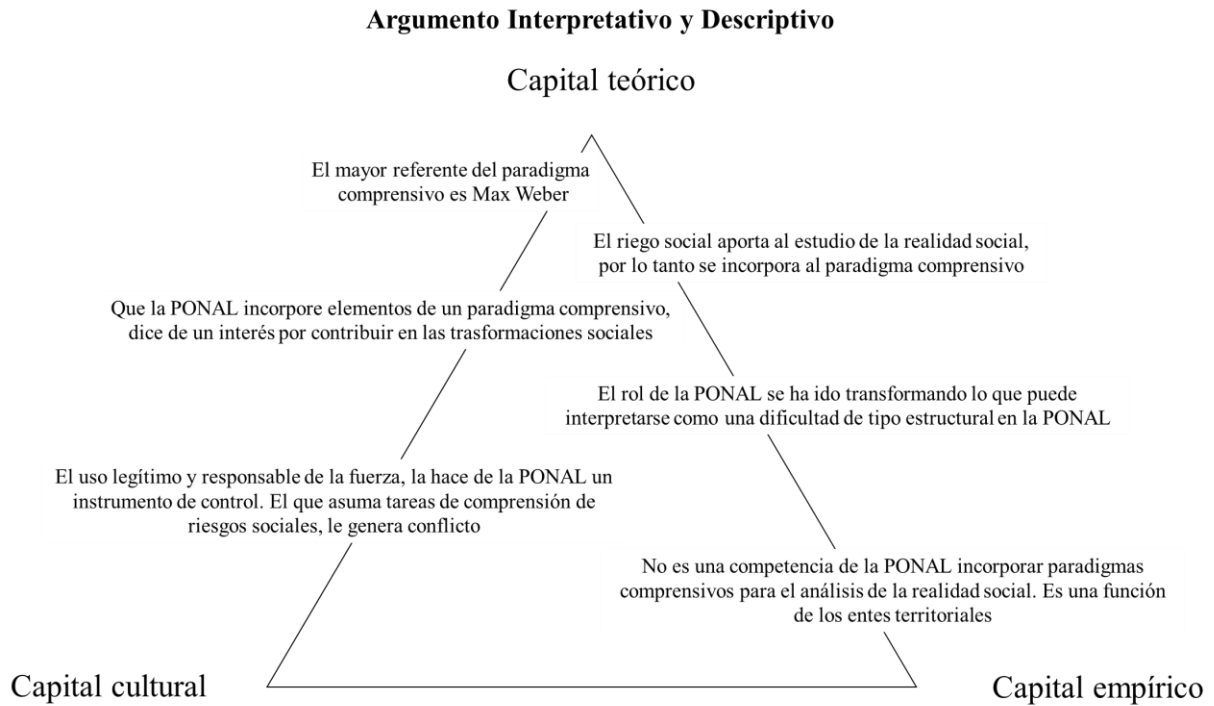 Argumento Interpretativo y Descriptivo
Capital teórico
El mayor referente del paradigma
comprensivo es Max Weber
El riego social aporta al estudio de la realidad social,
por lo tanto se incorpora al paradigma comprensivo
Que la PONAL incorpore elementos de un paradigma comprensivo,
dice de un interés por contribuir en las trasformaciones sociales
El rol de la PONAL se ha ido transformando lo que puede
interpretarse como una dificultad de tipo estructural en la PONAL
El uso legítimo y responsable de la fuerza, la hace de la PONAL un
instrumento de control. El que asuma tareas de comprensión de
riesgos sociales, le genera conflicto
No es una competencia de la PONAL incorporar paradigmas
comprensivos para el análisis de la realidad social. Es una función
de los entes territoriales
Capital cultural
Capital empírico